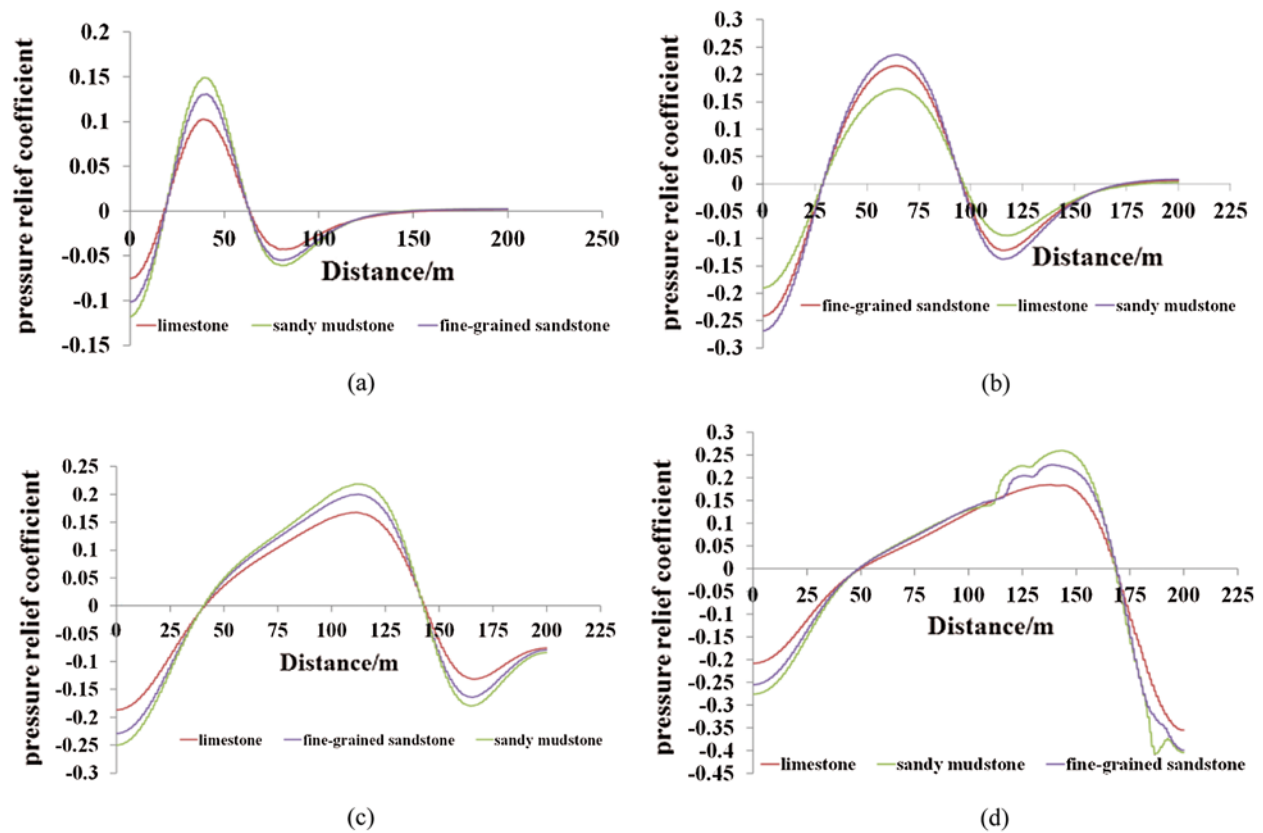 pressure relief coefficient
0.2
0.15
0.1
0.05
0
-0.05
-0.1
-0.15
0 50 100 150 200 250
Distance/m
limestone sandy mudstone fine-grained sandstone
(a)
pressure relief coefficient
0.3
0.25
0.2
0.15
0.1
0.05
0
-0.05
-0.1
-0.15
-0.2
-0.25
-0.3
0 25 50 75 100 125 150 175 200 225
Distance/m
fine-grained sandstone limestone sandy mudstone
(b)
pressure relief coefficient
0.25
0.2
0.15
0.1
0.05
0
-0.05
-0.1
-0.15
-0.2
-0.25
-0.3
0 25 50 75 100 125 150 175 200 225
Distance/m
limestone fine-grained sandstone sandy mudstone
(c)
pressure relief coefficient
0.3
0.25
0.2
0.15
0.1
0.05
0
-0.05
-0.1
-0.15
-0.2
-0.25
-0.3
-0.35
-0.4
-0.45
0 25 50 75 100 125 150 175 200 225
Distance/m
limestone sandy mudstone fine-grained sandstone
(d)